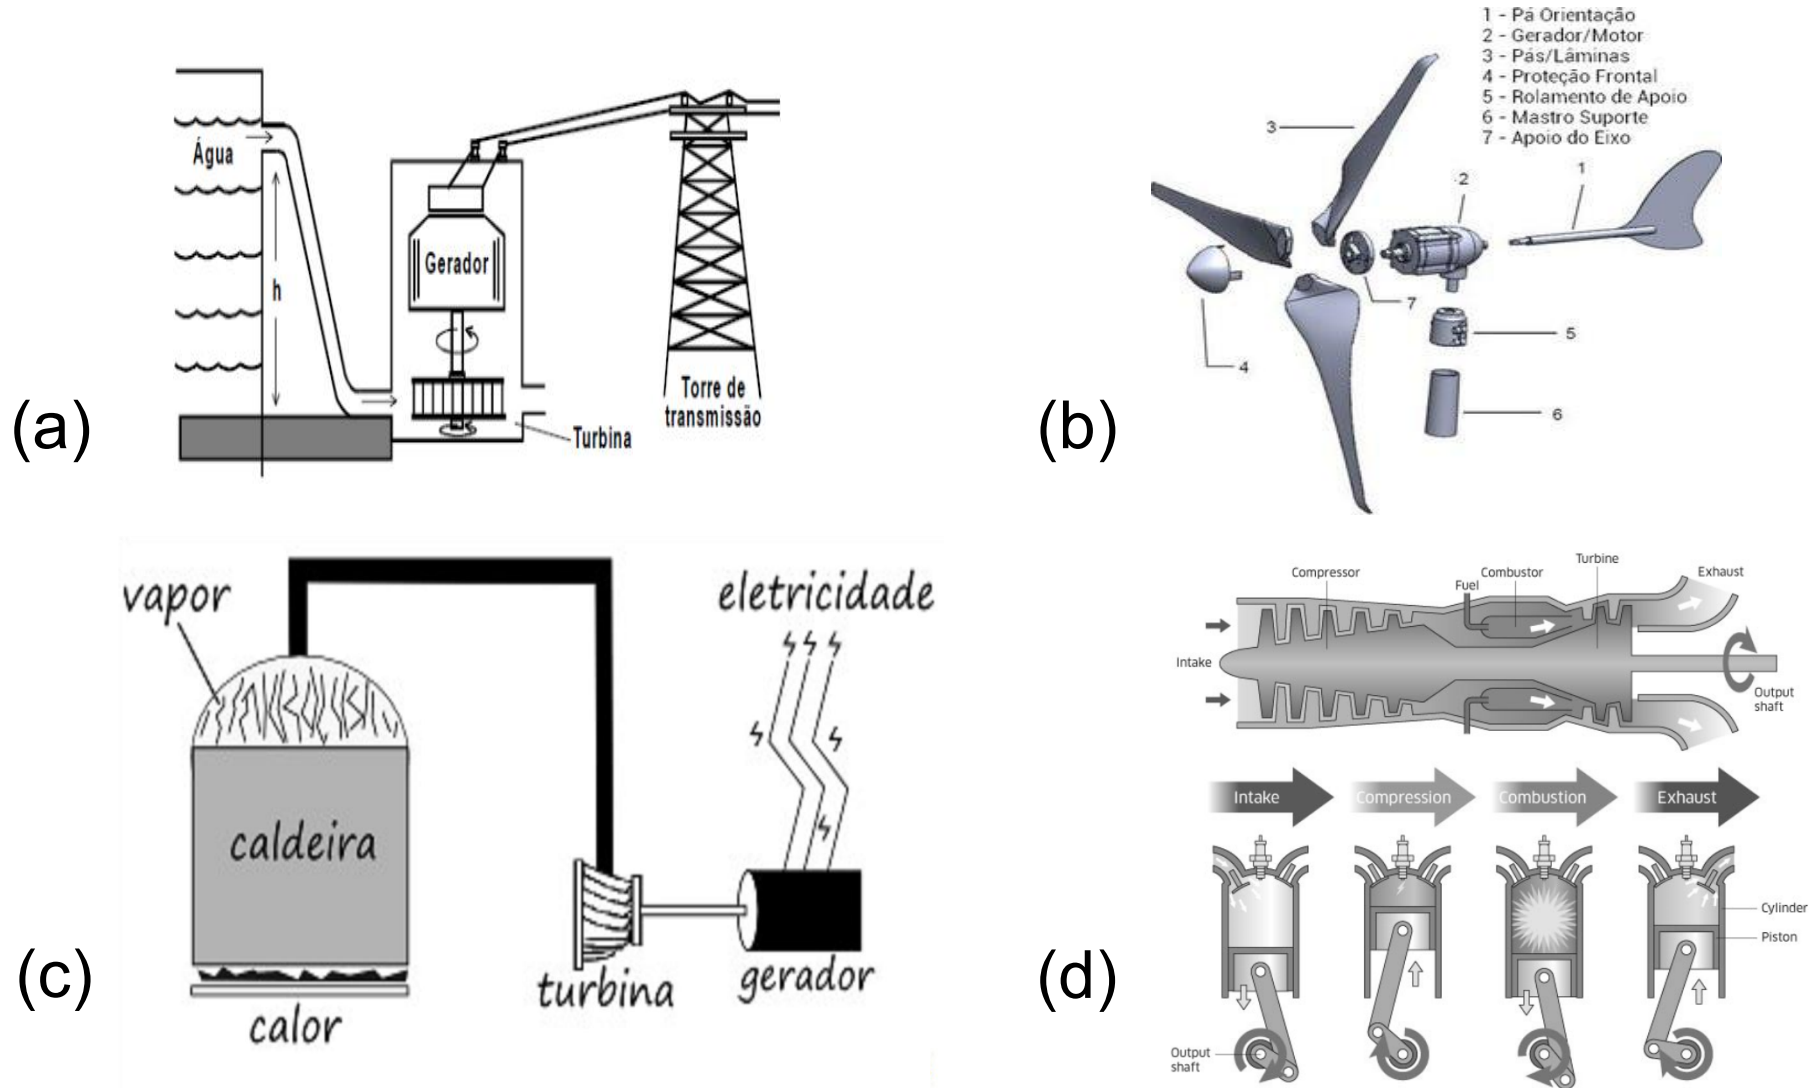 Água
h
Gerador
Turbina
Torre de
transmissão
(a)
1 - Pá Orientação
2 - Gerador/Motor
3 - Pás/Lâminas
4 - Proteção Frontal
5 - Rolamento de Apoio
6 - Mastro Suporte
7 - Apoio do Eixo
3
2
1
7
5
4
6
(b)
vapor
eletricidade
caldeira
turbina
gerador
calor
(c)
Compressor
Fuel
Combustor
Turbine
Exhaust
Intake
Output
shaft
Intake
Compression
Combustion
Exhaust
Cylinder
Piston
Output
shaft
(d)